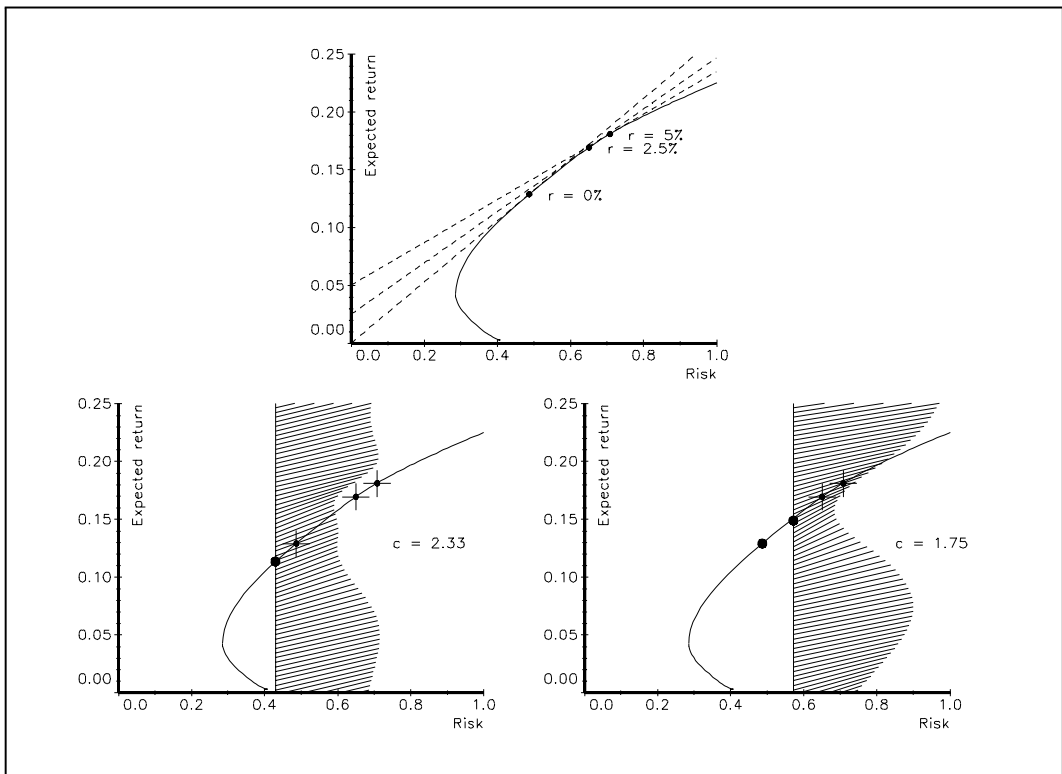 0.25
Expected return
0.20
r = 5%
r = 2.5%
0.15
r = 0%
0.10
0.05
0.00
0.0 0.2 0.4 0.6 0.8 1.0
Risk
0.25
Expected return
0.20
0.15
c = 2.33
0.10
0.05
0.00
0.0 0.2 0.4 0.6 0.8 1.0
Risk
0.25
Expected return
0.20
0.15
c = 1.75
0.10
0.05
0.00
0.0 0.2 0.4 0.6 0.8 1.0
Risk